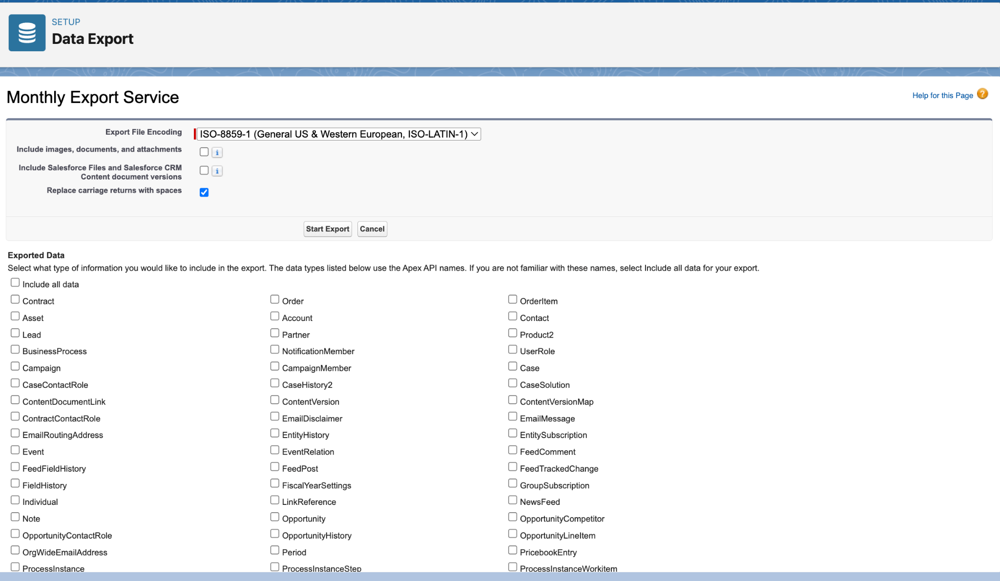 SETUP
Data Export
Monthly Export Service
Help for this Page ?
Export File Encoding ISO-8859-1 (General US & Western European, ISO-LATIN-1)
Include images, documents, and attachments i
Include Salesforce Files and Salesforce CRM
Content document versions i
Replace carriage returns with spaces
Start Export Cancel
Exported Data
Select what type of information you would like to include in the export. The data types listed below use the Apex API names. If you are not familiar with these names, select Include all data for your export.
Include all data
Contract Order OrderItem
Asset Account Contact
Lead Partner Product2
BusinessProcess NotificationMember UserRole
Campaign CampaignMember Case
CaseContactRole CaseHistory2 CaseSolution
ContentDocumentLink ContentVersion ContentVersionMap
ContractContactRole EmailDisclaimer EmailMessage
EmailRoutingAddress EntityHistory EntitySubscription
Event EventRelation FeedComment
FeedFieldHistory FeedPost FeedTrackedChange
FieldHistory FiscalYearSettings GroupSubscription
Individual LinkReference NewsFeed
Note Opportunity OpportunityCompetitor
OpportunityContactRole OpportunityHistory OpportunityLineItem
OrgWideEmailAddress Period PricebookEntry
ProcessInstance ProcessInstanceStep ProcessInstanceWorkitem